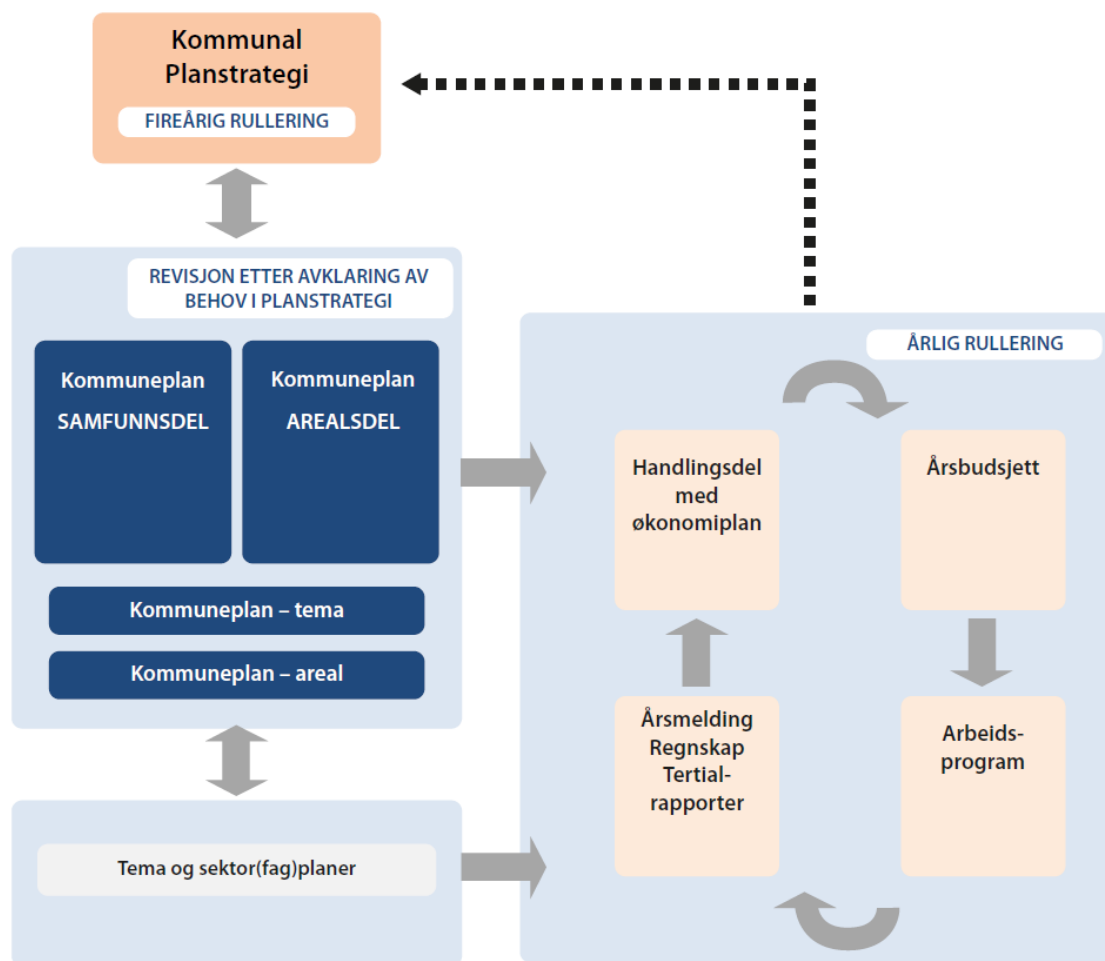 Kommunal
Planstrategi
FIREÅRIG RULLERING
REVISJON ETTER AVKLARING AV
BEHOV I PLANSTRATEGI
Kommuneplan
SAMFUNNSDEL
Kommuneplan
AREALSDEL
Kommuneplan – tema
Kommuneplan – areal
Tema og sektor(fag)planer
ÅRLIG RULLERING
Handlingsdel
med
økonomiplan
Årsbudsjett
Årsmelding
Regnskap
Tertial-
rapporter
Arbeids-
program